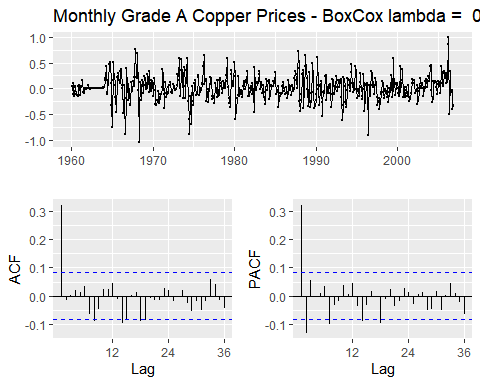 Monthly Grade A Copper Prices - BoxCox lambda = 0
1.0
0.5
0.0
-0.5
-1.0
1960 1970 1980 1990 2000
ACF
0.3
0.2
0.1
0.0
-0.1
12 24 36
Lag
PACF
0.3
0.2
0.1
0.0
-0.1
12 24 36
Lag